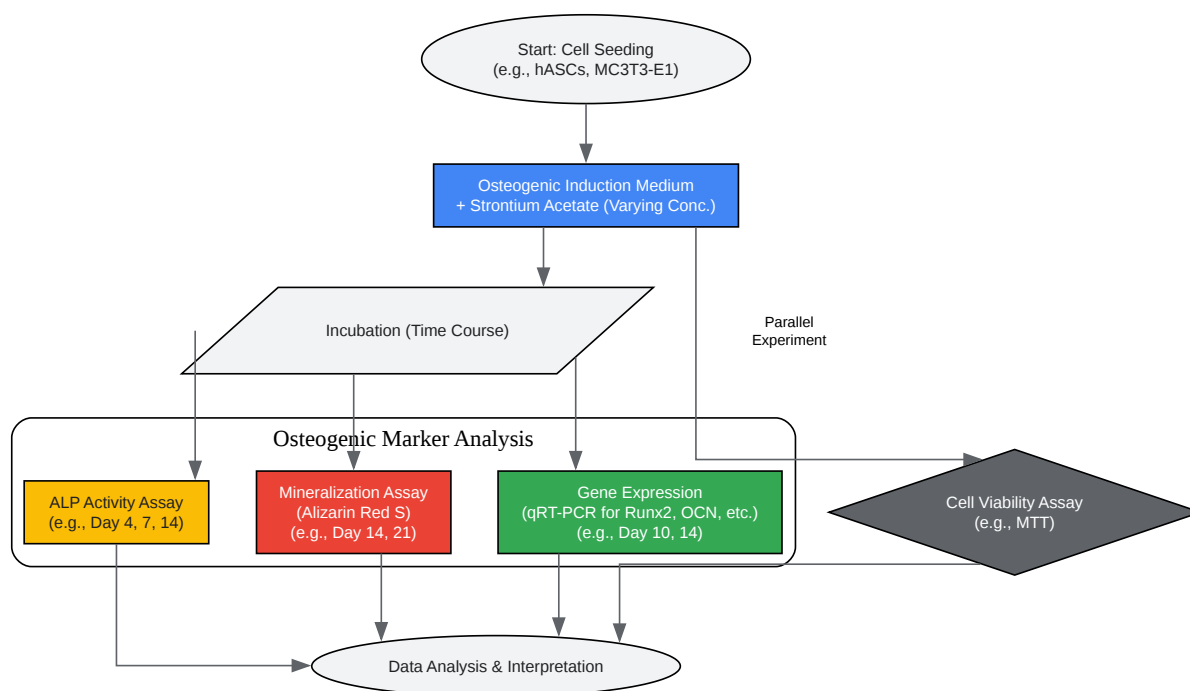 Start: Cell Seeding
(e.g., hASCs, MC3T3-E1)
Osteogenic Induction Medium
+ Strontium Acetate (Varying Conc.)
Incubation (Time Course)
Parallel
Experiment
Osteogenic Marker Analysis
ALP Activity Assay
(e.g., Day 4, 7, 14)
Mineralization Assay
(Alizarin Red S)
(e.g., Day 14, 21)
Gene Expression
(qRT-PCR for Runx2, OCN, etc.)
(e.g., Day 10, 14)
Cell Viability Assay
(e.g., MTT)
Data Analysis & Interpretation